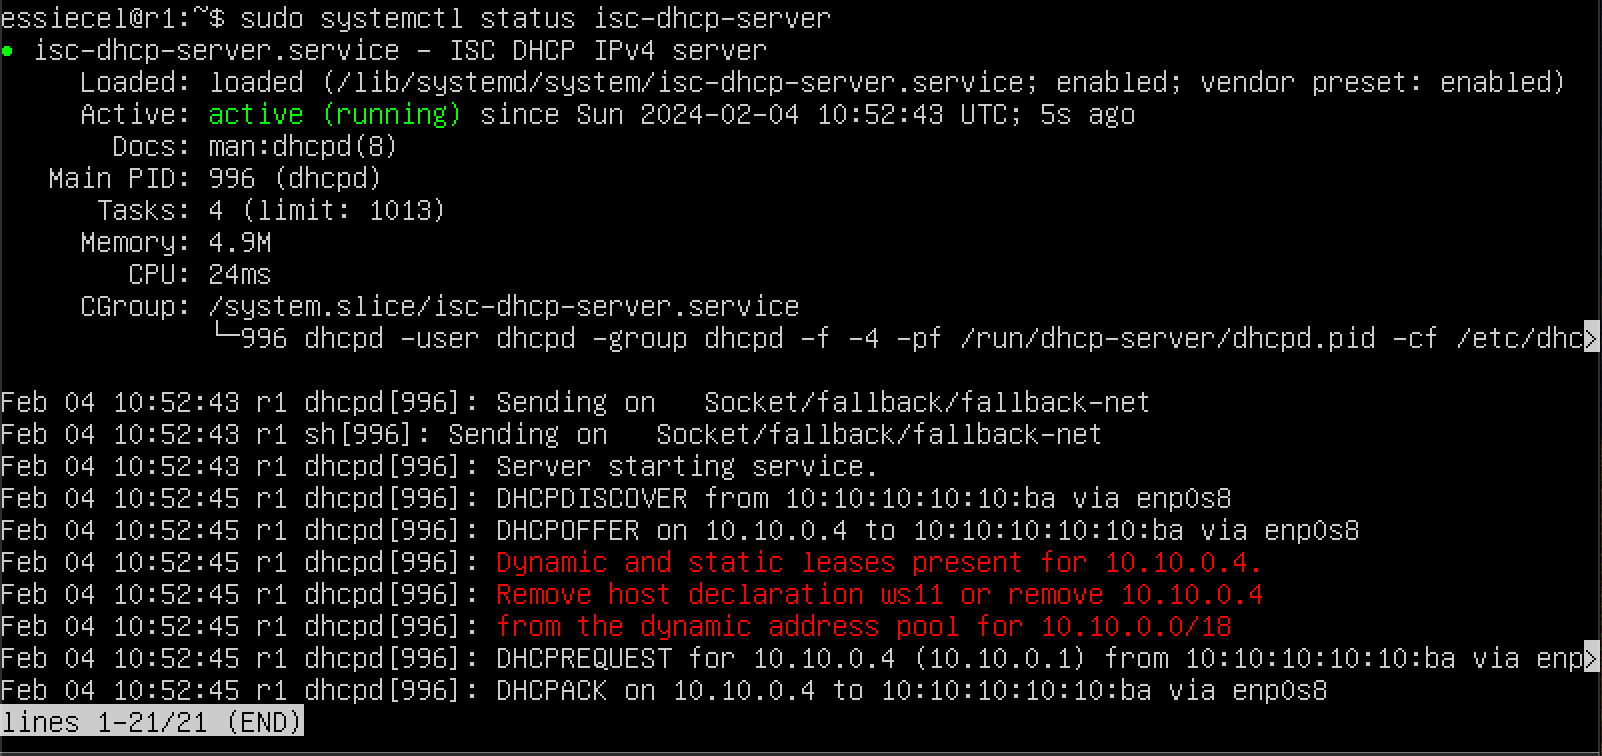 essiecel@r1:~$ sudo systemctl status isc-dhcp-server
● isc-dhcp-server.service - ISC DHCP IPv4 server
     Loaded: loaded (/lib/systemd/system/isc-dhcp-server.service; enabled; vendor preset: enabled)
     Active: active (running) since Sun 2024-02-04 10:52:43 UTC; 5s ago
       Docs: man:dhcpd(8)
   Main PID: 996 (dhcpd)
      Tasks: 4 (limit: 1013)
     Memory: 4.9M
        CPU: 24ms
     CGroup: /system.slice/isc-dhcp-server.service
             └─996 dhcpd -user dhcpd -group dhcpd -f -4 -pf /run/dhcp-server/dhcpd.pid -cf /etc/dhc>
Feb 04 10:52:43 r1 dhcpd[996]: Sending on   Socket/fallback/fallback-net
Feb 04 10:52:43 r1 sh[996]: Sending on   Socket/fallback/fallback-net
Feb 04 10:52:43 r1 dhcpd[996]: Server starting service.
Feb 04 10:52:45 r1 dhcpd[996]: DHCPDISCOVER from 10:10:10:10:10:ba via enp0s8
Feb 04 10:52:45 r1 dhcpd[996]: DHCPOFFER on 10.10.0.4 to 10:10:10:10:10:ba via enp0s8
Feb 04 10:52:45 r1 dhcpd[996]: Dynamic and static leases present for 10.10.0.4.
Feb 04 10:52:45 r1 dhcpd[996]: Remove host declaration ws11 or remove 10.10.0.4
Feb 04 10:52:45 r1 dhcpd[996]: from the dynamic address pool for 10.10.0.0/18
Feb 04 10:52:45 r1 dhcpd[996]: DHCPREQUEST for 10.10.0.4 (10.10.0.1) from 10:10:10:10:10:ba via enp>
Feb 04 10:52:45 r1 dhcpd[996]: DHCPACK on 10.10.0.4 to 10:10:10:10:10:ba via enp0s8
lines 1-21/21 (END)